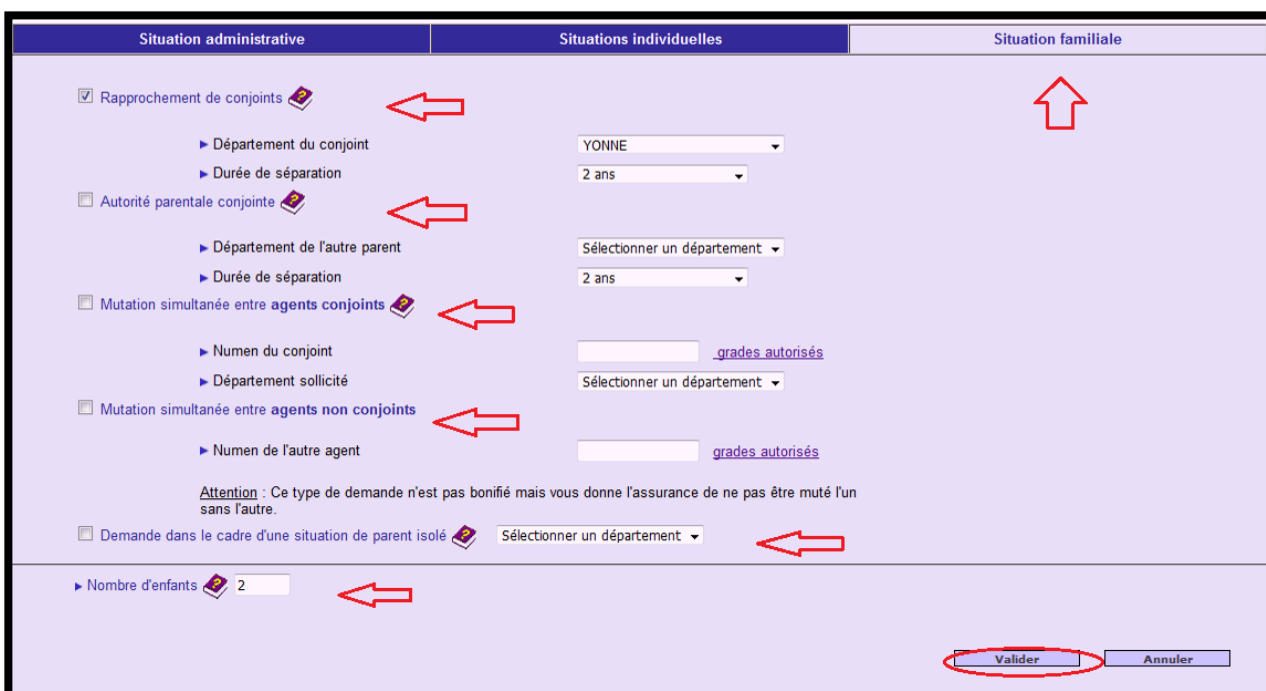 Situation administrative Situations individuelles Situation familiale
Rapprochement de conjoints ?
Département du conjoint YONNE
Durée de séparation 2 ans
Autorité parentale conjointe ?
Département de l'autre parent Sélectionner un département
Durée de séparation 2 ans
Mutation simultanée entre agents conjoints ?
Numen du conjoint grades autorisés
Département sollicité Sélectionner un département
Mutation simultanée entre agents non conjoints
Numen de l'autre agent grades autorisés
Attention : Ce type de demande n'est pas bonifié mais vous donne l'assurance de ne pas être muté l'un
sans l'autre.
Demande dans le cadre d'une situation de parent isolé ? Sélectionner un département
Nombre d'enfants ? 2
Valider Annuler